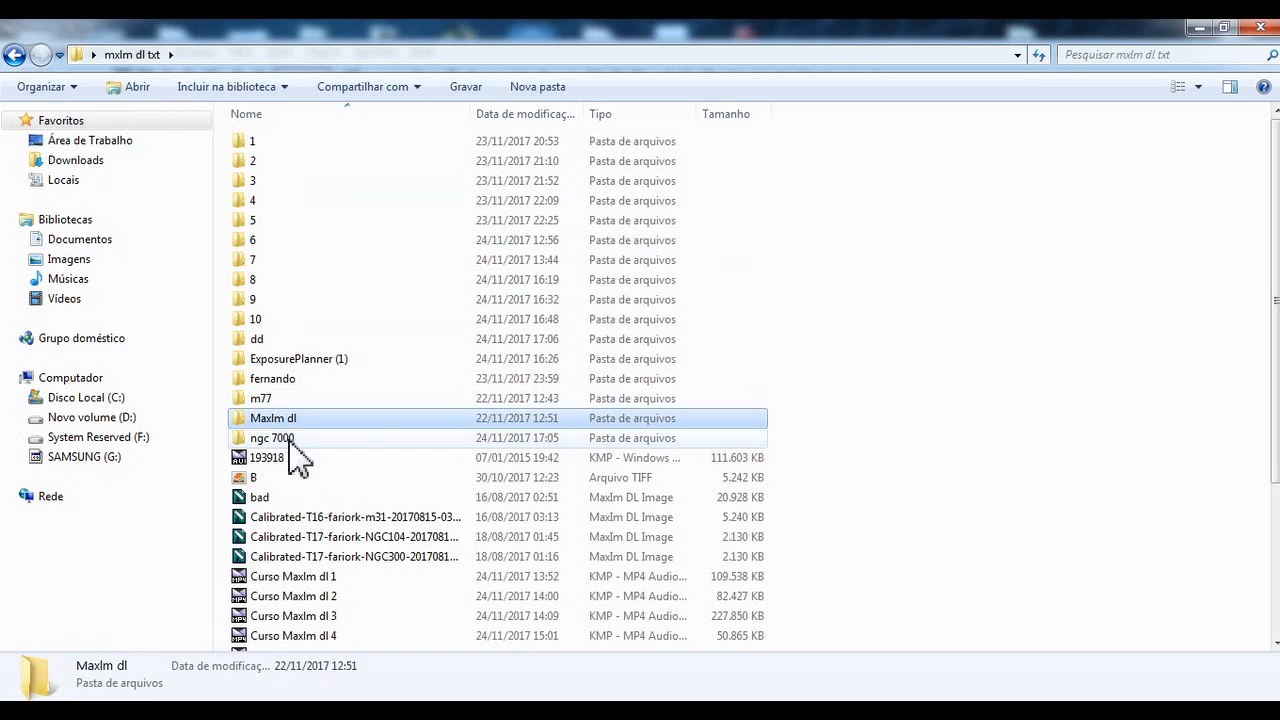 mxlm dl txt
Pesquisar mxlm dl txt
Organizar Abrir Incluir na biblioteca Compartilhar com Gravar Nova pasta
Favoritos
Área de Trabalho
Downloads
Locais
Bibliotecas
Documentos
Imagens
Músicas
Vídeos
Grupo doméstico
Computador
Disco Local (C:)
Novo volume (D:)
System Reserved (F:)
SAMSUNG (G:)
Rede
Nome Data de modificaç... Tipo Tamanho
1 23/11/2017 20:53 Pasta de arquivos
2 23/11/2017 21:10 Pasta de arquivos
3 23/11/2017 21:52 Pasta de arquivos
4 23/11/2017 22:09 Pasta de arquivos
5 23/11/2017 22:25 Pasta de arquivos
6 24/11/2017 12:56 Pasta de arquivos
7 24/11/2017 13:44 Pasta de arquivos
8 24/11/2017 16:19 Pasta de arquivos
9 24/11/2017 16:32 Pasta de arquivos
10 24/11/2017 16:48 Pasta de arquivos
dd 24/11/2017 17:06 Pasta de arquivos
ExposurePlanner (1) 24/11/2017 16:26 Pasta de arquivos
fernando 23/11/2017 23:59 Pasta de arquivos
m77 22/11/2017 12:43 Pasta de arquivos
MaxIm dl 22/11/2017 12:51 Pasta de arquivos
ngc 7000 24/11/2017 17:05 Pasta de arquivos
193918 07/01/2015 19:42 KMP - Windows ... 111.603 KB
B 30/10/2017 12:23 Arquivo TIFF 5.242 KB
bad 16/08/2017 02:51 MaxIm DL Image 20.928 KB
Calibrated-T16-fariork-m31-20170815-03... 16/08/2017 03:13 MaxIm DL Image 5.240 KB
Calibrated-T17-fariork-NGC104-2017081... 18/08/2017 01:45 MaxIm DL Image 2.130 KB
Calibrated-T17-fariork-NGC300-2017081... 18/08/2017 01:16 MaxIm DL Image 2.130 KB
Curso MaxIm dl 1 24/11/2017 13:52 KMP - MP4 Audio... 109.538 KB
Curso MaxIm dl 2 24/11/2017 14:00 KMP - MP4 Audio... 82.427 KB
Curso MaxIm dl 3 24/11/2017 14:09 KMP - MP4 Audio... 227.850 KB
Curso MaxIm dl 4 24/11/2017 15:01 KMP - MP4 Audio... 50.865 KB
MaxIm dl Data de modificaç... 22/11/2017 12:51
Pasta de arquivos